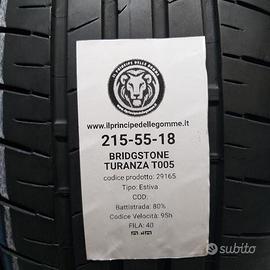 IL PRINCIPE DELLE GOMME
www.ilprincipedellegomme.it
215-55-18
BRIDGSTONE
TURANZA T005
codice prodotto: 29165
Tipo: Estiva
COD:
Battistrada: 80%
Codice Velocità: 95h
FILA: 40
subito